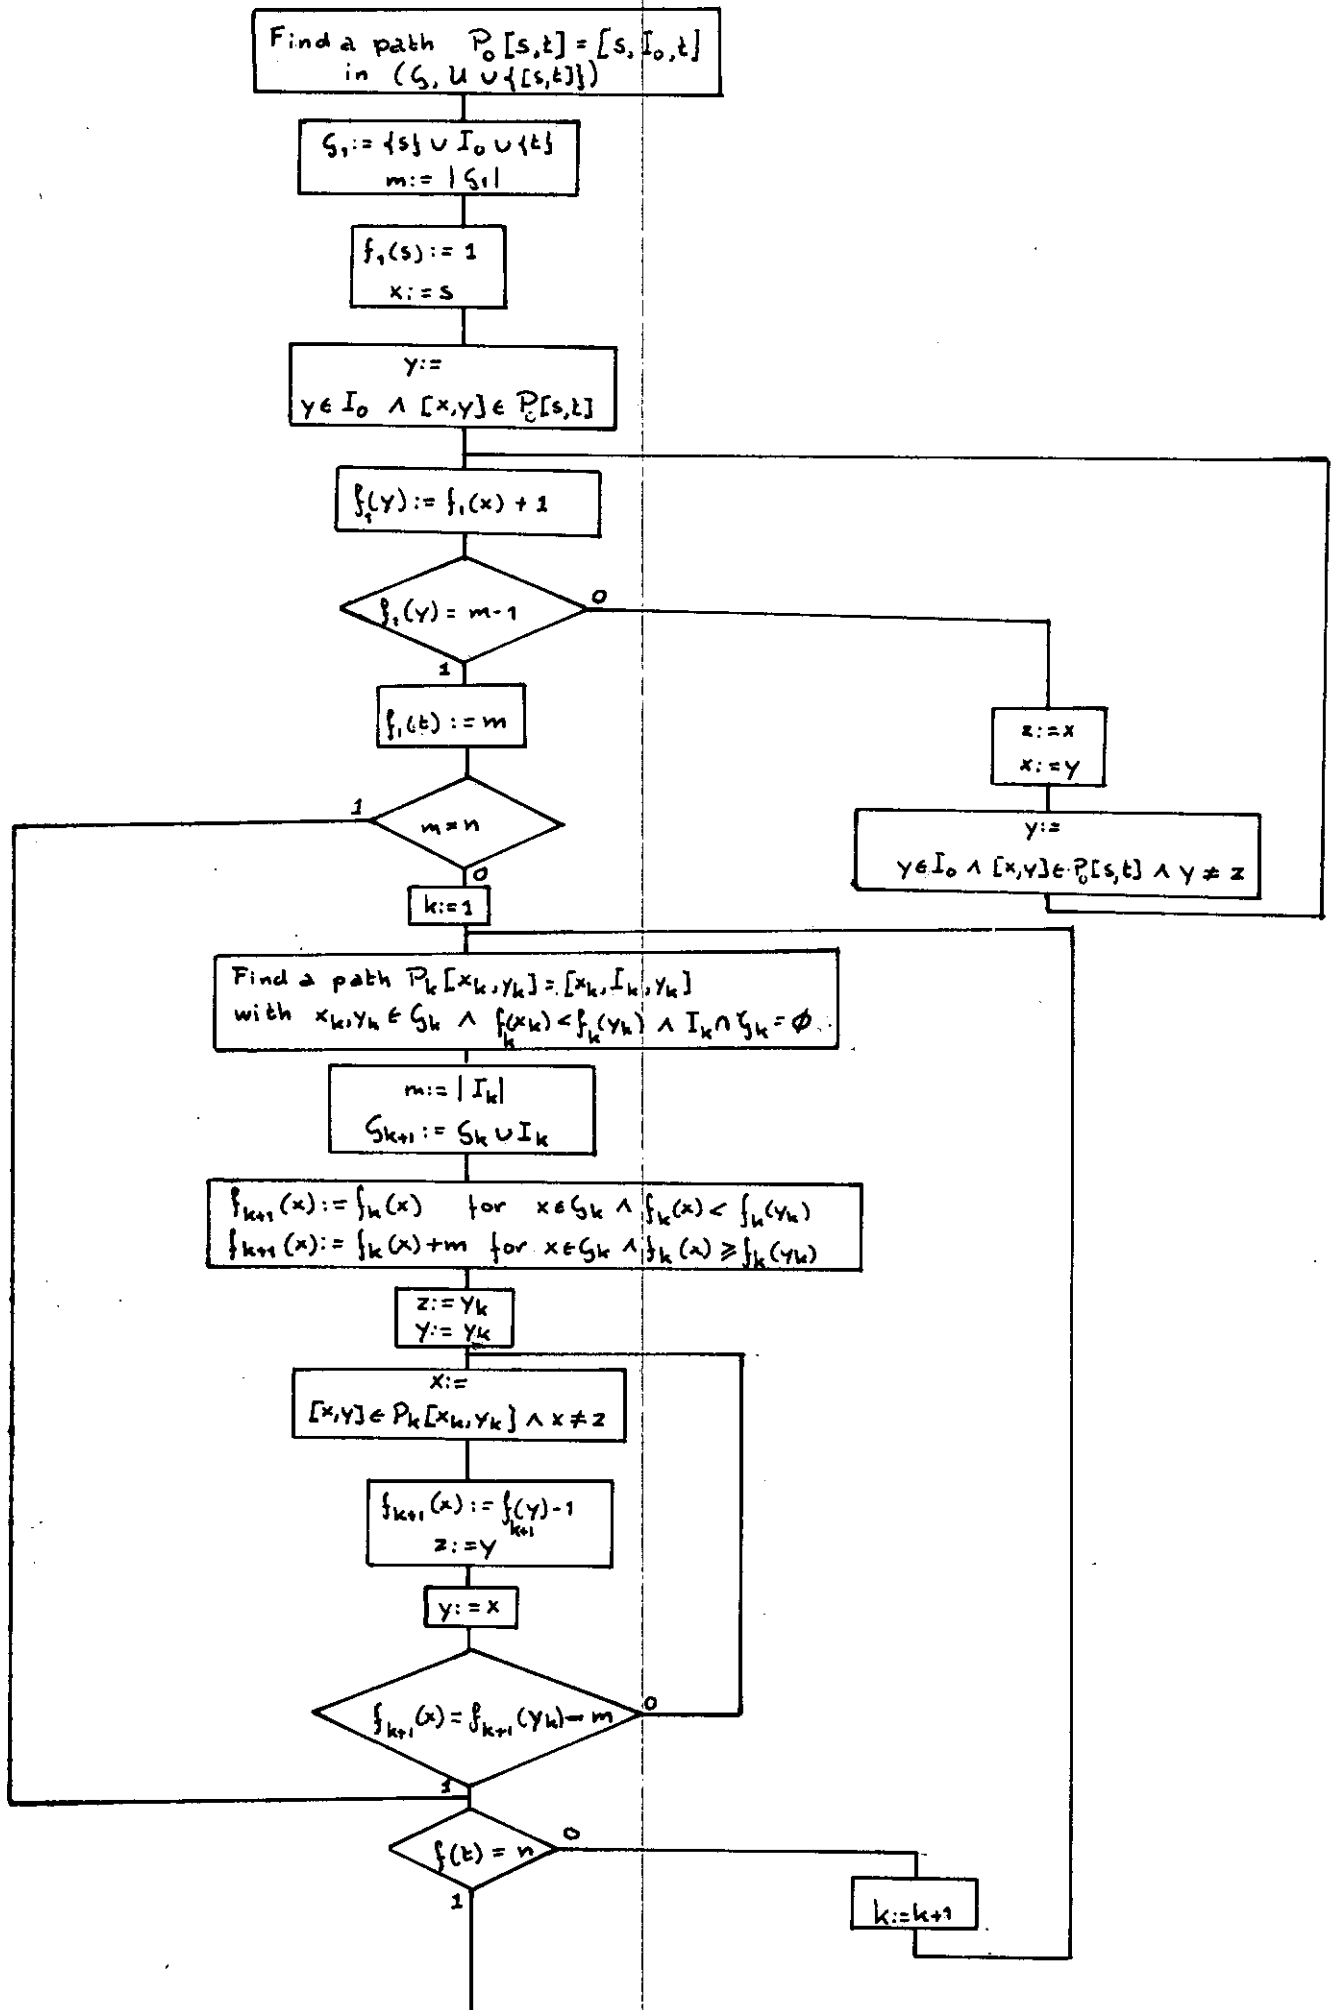 Find a path P₀[s,t] = [s, I₀, t]
in (G, U ∪ {[s,t]})
G₁ := {s} ∪ I₀ ∪ {t}
m := |G₁|
f₁(s) := 1
x := s
y :=
y ∈ I₀ ∧ [x,y] ∈ P₀[s,t]
f₁(y) := f₁(x) + 1
f₁(y) = m-1
0
1
f₁(t) := m
z := x
x := y
1
m = n
y :=
y ∈ I₀ ∧ [x,y] ∈ P₀[s,t] ∧ y ≠ z
0
k := 1
Find a path Pₖ[xₖ,yₖ] = [xₖ, Iₖ, yₖ]
with xₖ,yₖ ∈ Gₖ ∧ fₖ(xₖ) < fₖ(yₖ) ∧ Iₖ ∩ Gₖ = ∅
m := |Iₖ|
Gₖ₊₁ := Gₖ ∪ Iₖ
fₖ₊₁(x) := fₖ(x) for x ∈ Gₖ ∧ fₖ(x) < fₖ(yₖ)
fₖ₊₁(x) := fₖ(x) + m for x ∈ Gₖ ∧ fₖ(x) ≥ fₖ(yₖ)
z := yₖ
y := yₖ
x :=
[x,y] ∈ Pₖ[xₖ,yₖ] ∧ x ≠ z
fₖ₊₁(x) := fₖ₊₁(y) - 1
z := y
y := x
0
fₖ₊₁(x) = fₖ₊₁(yₖ) - m
1
0
f(t) = n
1
k := k+1